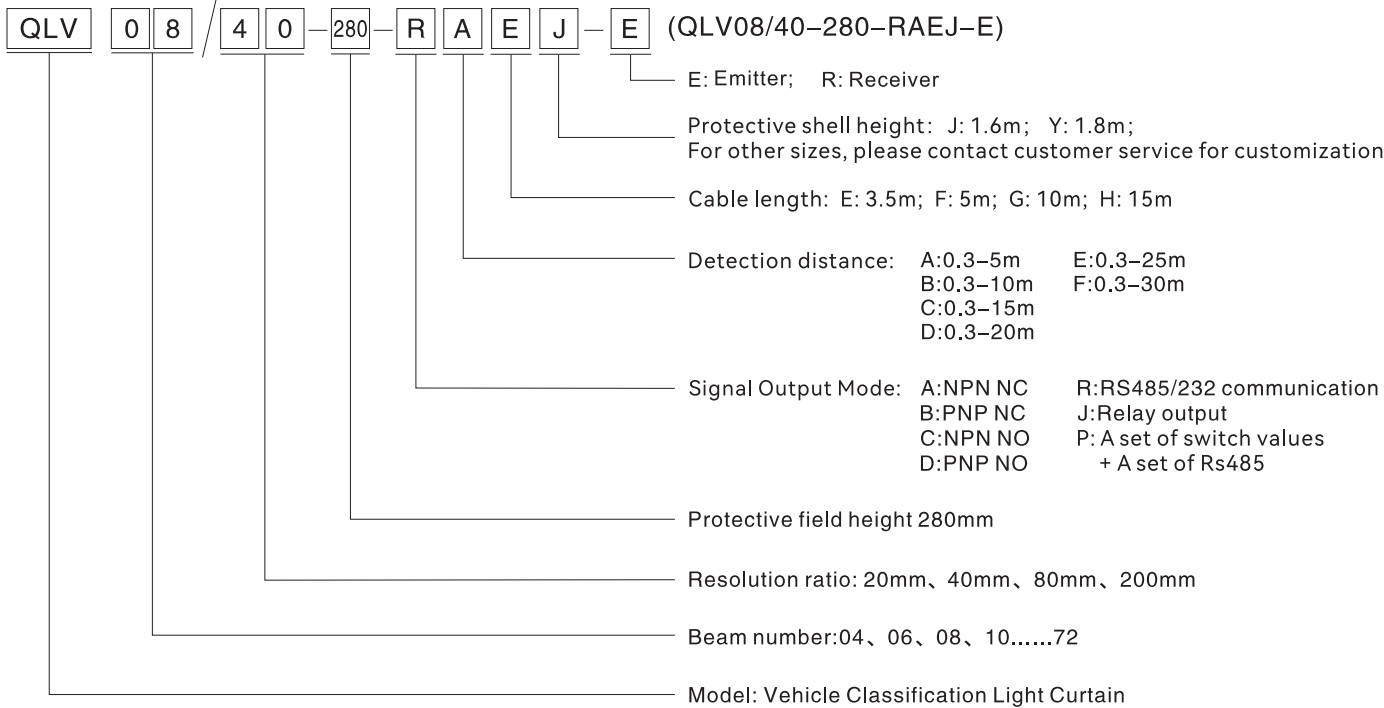 QLV 08/40-280-RAEJ-E (QLV08/40-280-RAEJ-E)
E: Emitter; R: Receiver
Protective shell height: J: 1.6m; Y: 1.8m;
For other sizes, please contact customer service for customization
Cable length: E: 3.5m; F: 5m; G: 10m; H: 15m
Detection distance: A:0.3-5m E:0.3-25m
B:0.3-10m F:0.3-30m
C:0.3-15m
D:0.3-20m
Signal Output Mode: A:NPN NC R:RS485/232 communication
B:PNP NC J:Relay output
C:NPN NO P: A set of switch values
D:PNP NO + A set of Rs485
Protective field height 280mm
Resolution ratio: 20mm、40mm、80mm、200mm
Beam number:04、06、08、10......72
Model: Vehicle Classification Light Curtain